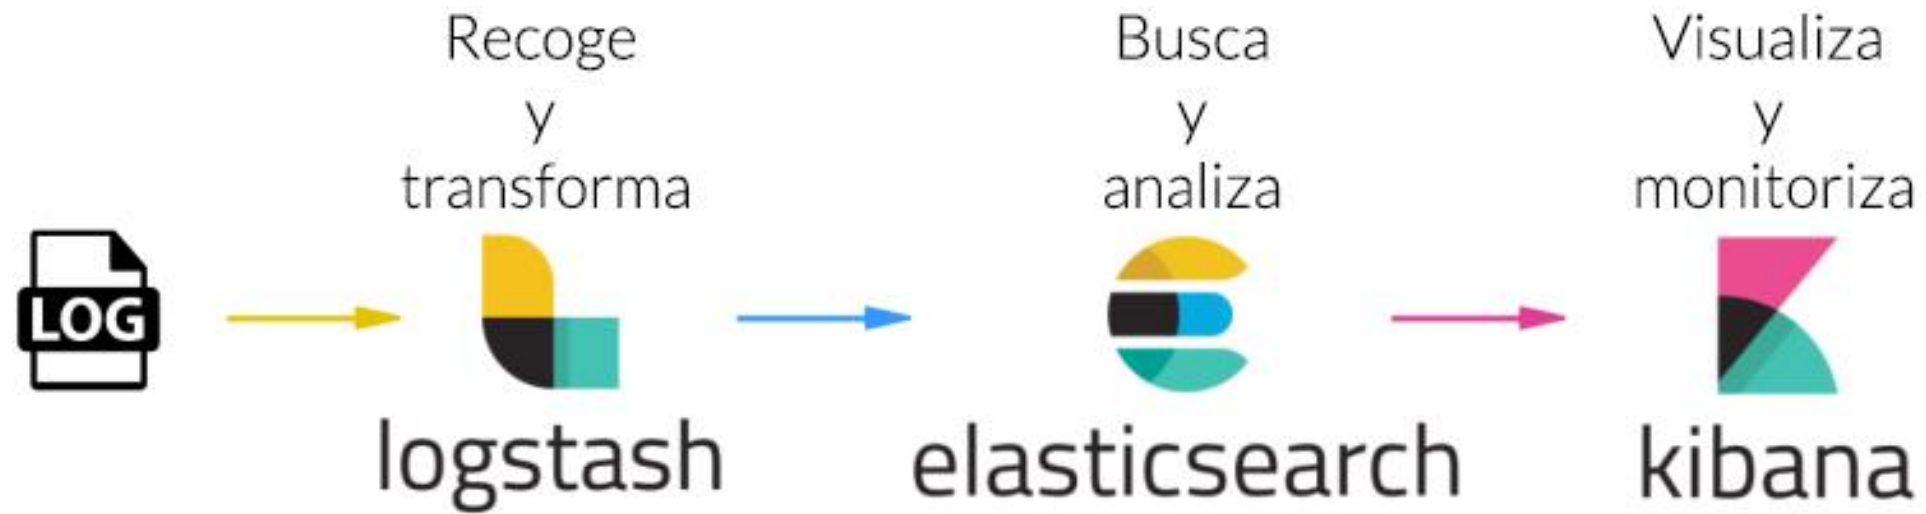 Recoge
y
transforma
Busca
y
analiza
Visualiza
y
monitoriza
LOG
logstash
elasticsearch
kibana